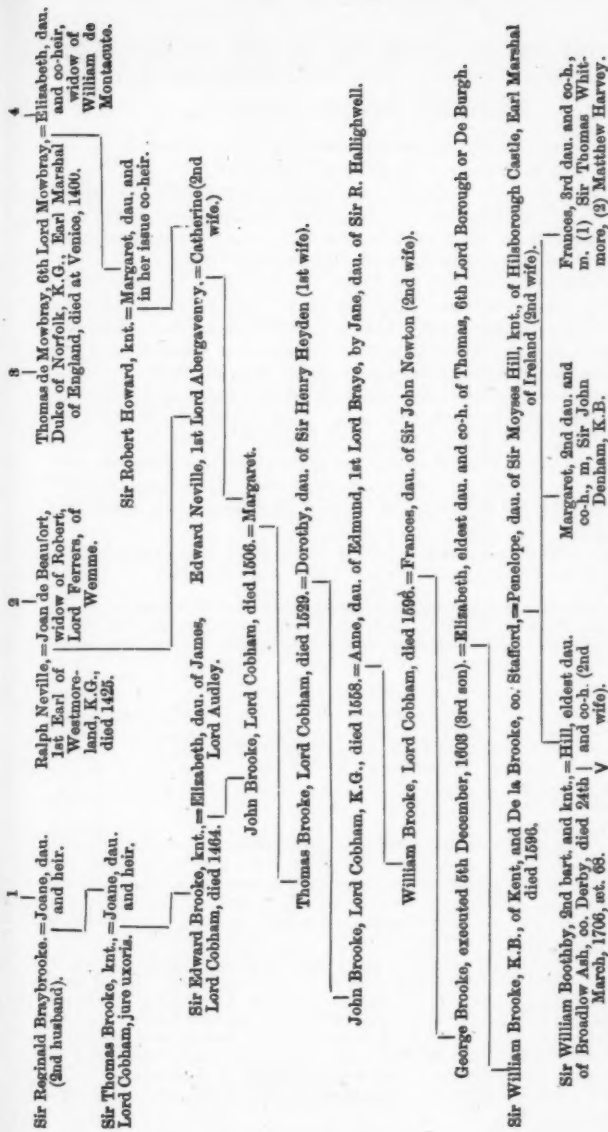 1
2
3
4
Sir Reginald Braybrooke. = Joane, dau.
(2nd husband).
and heir.
Ralph Neville, = Joan de Beaufort,
1st Earl of
Westmore-
land, K.G.,
died 1425.
widow of Robert,
Lord Ferrers, of
Wemme.
Thomas de Mowbray, 6th Lord Mowbray, = Elizabeth, dau.
Duke of Norfolk, K.G., Earl Marshal
of England, died at Venice, 1400.
and co-heir,
widow of
William de
Montacute.
Sir Thomas Brooke, knt., = Joane, dau.
Lord Cobham, jure uxoris.
and heir.
Sir Robert Howard, knt. = Margaret, dau. and
in her issue co-heir.
Sir Edward Brooke, knt., = Elizabeth, dau. of James,
Lord Cobham, died 1464.
Lord Audley.
Edward Neville, 1st Lord Abergavenny. = Catherine (2nd
wife.)
John Brooke, Lord Cobham, died 1506. = Margaret.
Thomas Brooke, Lord Cobham, died 1529. = Dorothy, dau. of Sir Henry Heyden (1st wife).
John Brooke, Lord Cobham, K.G., died 1558. = Anne, dau. of Edmund, 1st Lord Braye, by Jane, dau. of Sir R. Hallighwell.
William Brooke, Lord Cobham, died 1596. = Frances, dau. of Sir John Newton (2nd wife).
George Brooke, executed 5th December, 1603 (3rd son). = Elizabeth, eldest dau. and co-h. of Thomas, 6th Lord Borough or De Burgh.
Sir William Brooke, K.B., of Kent, and De la Brooke, co. Stafford, = Penelope, dau. of Sir Moyses Hill, knt., of Hilsborough Castle, Earl Marshal
died 1596.
of Ireland (2nd wife).
Sir William Boothby, 2nd bart. and knt., = Hill, eldest dau.
of Broadlow Ash, co. Derby, died 24th
March, 1706, æt. 68.
and co-h. (2nd
wife).
Margaret, 2nd dau. and
co-h., m, Sir John
Denham, K.B.
Frances, 3rd dau. and co-h.,
m. (1) Sir Thomas Whit-
more, (2) Matthew Harvey.